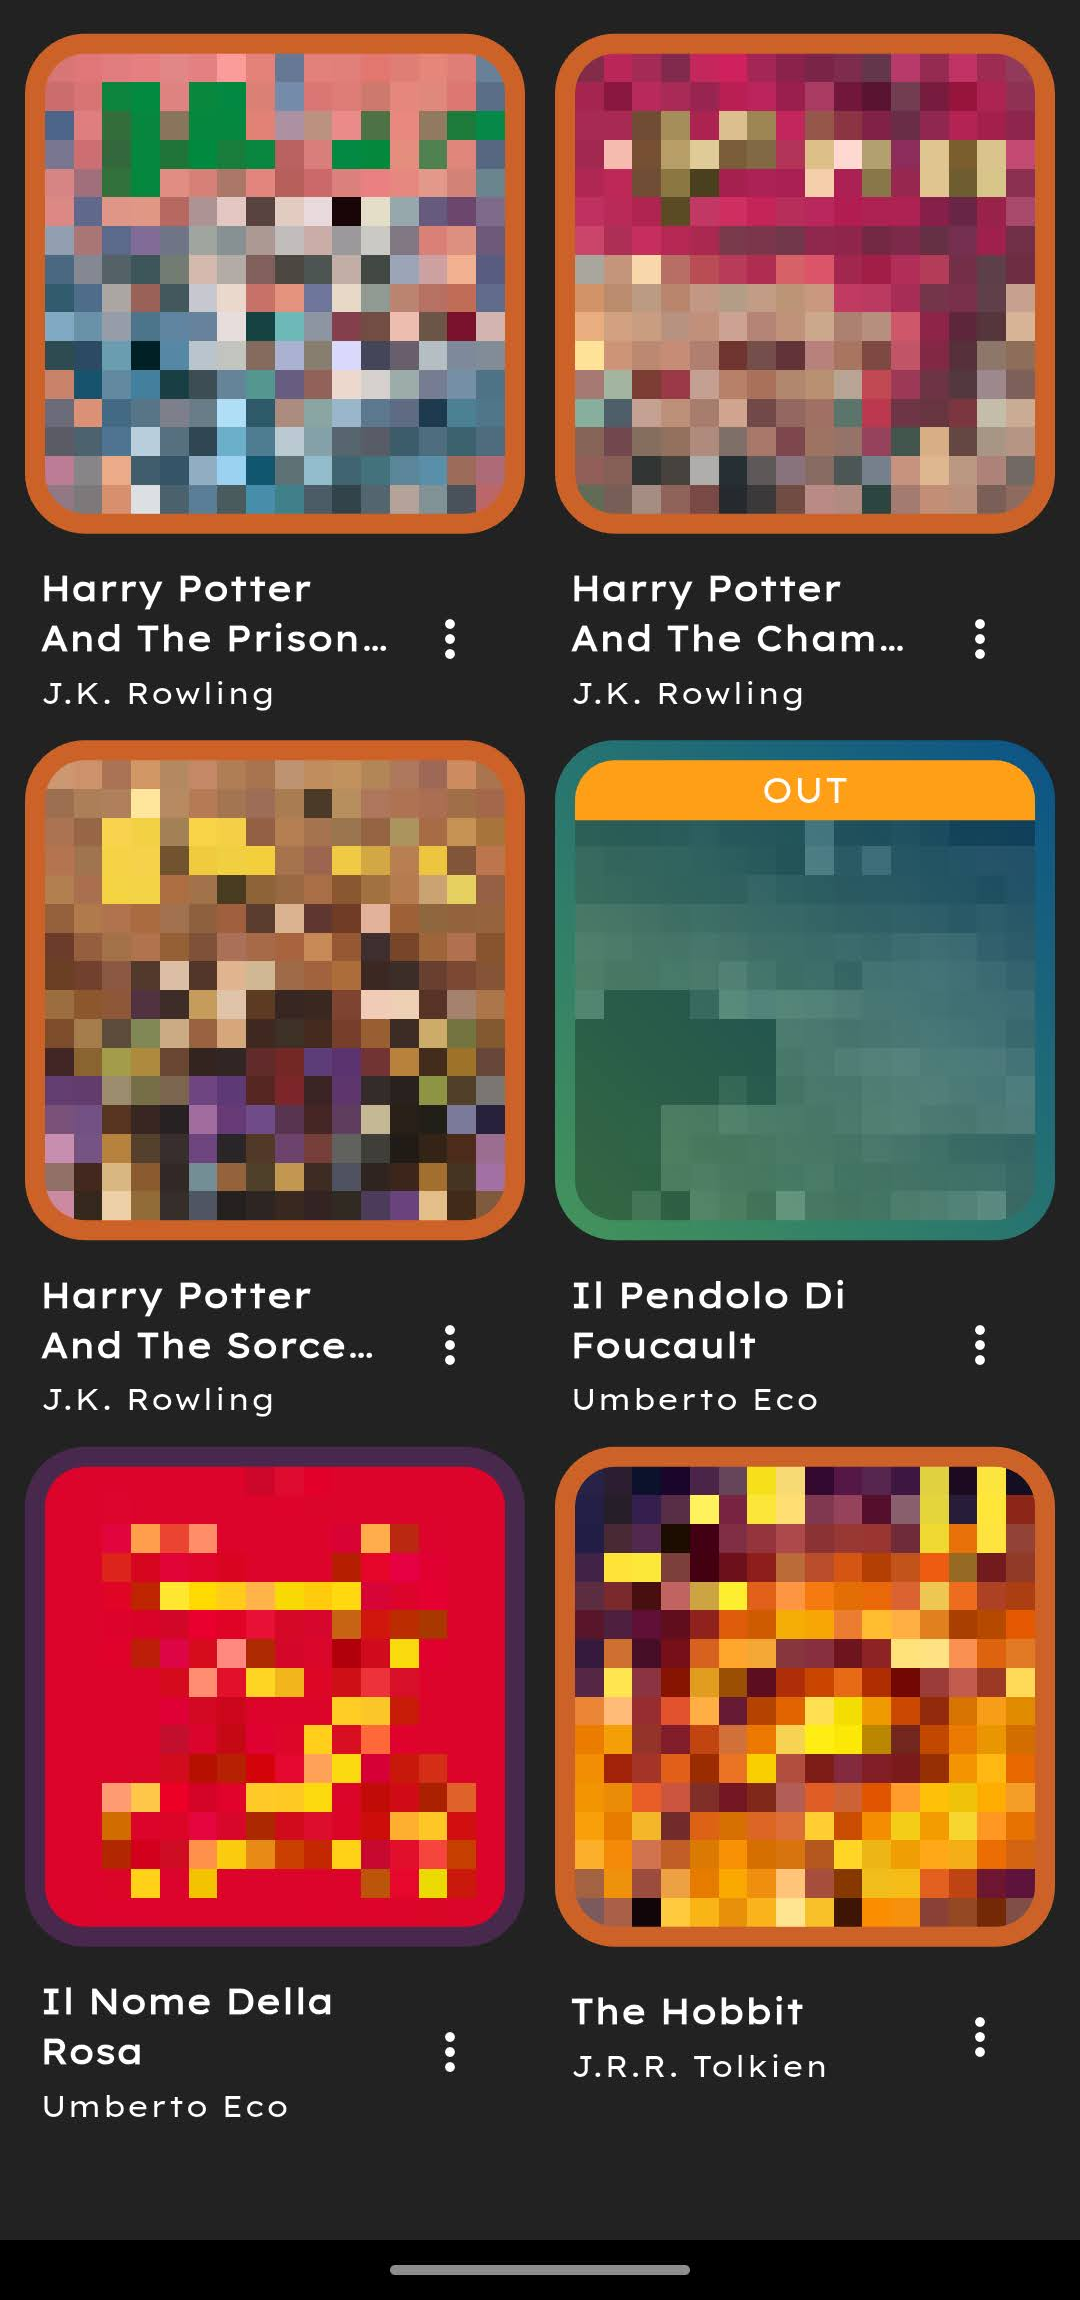 Harry Potter
And The Prison...
J.K. Rowling
Harry Potter
And The Cham...
J.K. Rowling
Harry Potter
And The Sorce...
J.K. Rowling
OUT
Il Pendolo Di
Foucault
Umberto Eco
Il Nome Della
Rosa
Umberto Eco
The Hobbit
J.R.R. Tolkien